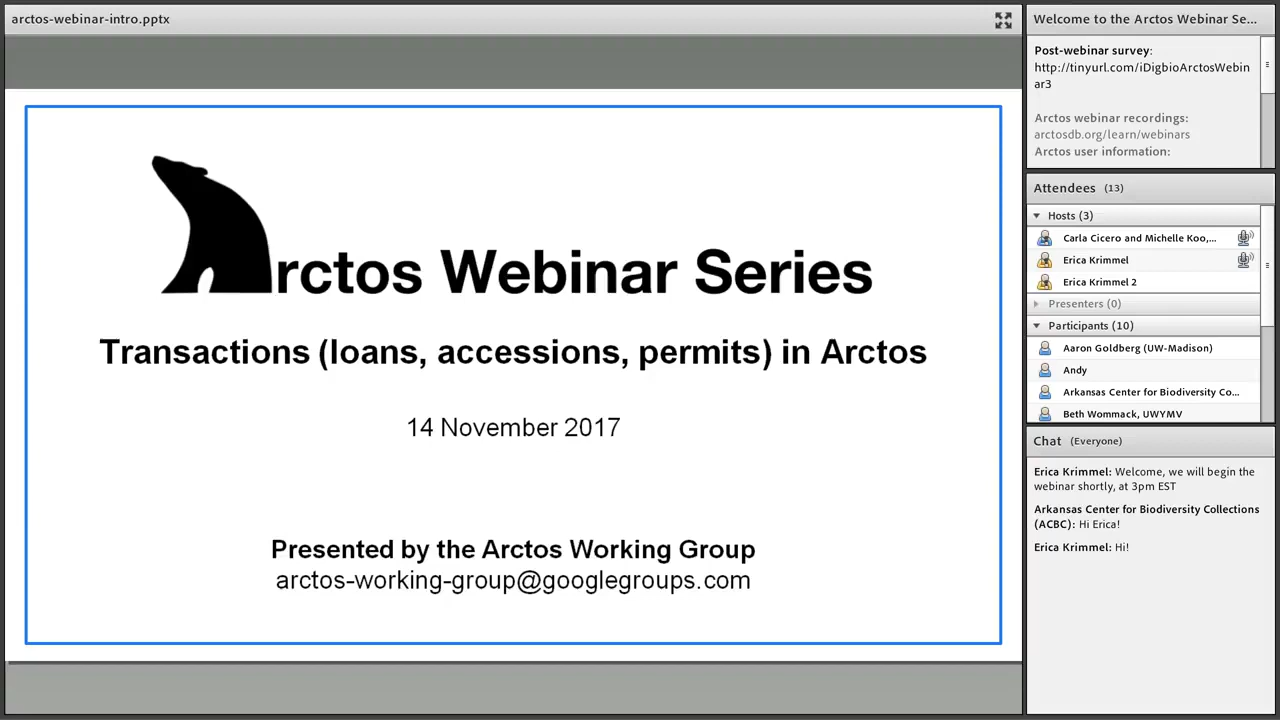 arctos-webinar-intro.pptx
rctos Webinar Series
Transactions (loans, accessions, permits) in Arctos
14 November 2017
Presented by the Arctos Working Group
arctos-working-group@googlegroups.com
Welcome to the Arctos Webinar Se...
Post-webinar survey:
http://tinyurl.com/iDigbioArctosWebin
ar3
Arctos webinar recordings:
arctosdb.org/learn/webinars
Arctos user information:
Attendees (13)
Hosts (3)
Carla Cicero and Michelle Koo,...
Erica Krimmel
Erica Krimmel 2
Presenters (0)
Participants (10)
Aaron Goldberg (UW-Madison)
Andy
Arkansas Center for Biodiversity Co...
Beth Wommack, UWYMV
Chat (Everyone)
Erica Krimmel: Welcome, we will begin the
webinar shortly, at 3pm EST
Arkansas Center for Biodiversity Collections
(ACBC): Hi Erica!
Erica Krimmel: Hi!